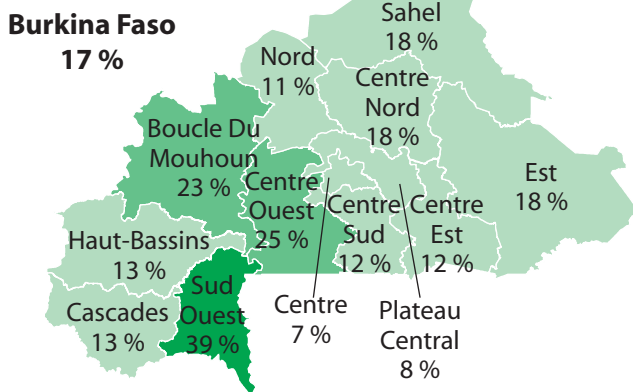 Burkina Faso
17 %
Sahel
18 %
Nord
11 %
Centre
Nord
18 %
Boucle Du
Mouhoun
23 %
Centre
Ouest
25 %
Est
18 %
Centre
Sud
12 %
Centre
Est
12 %
Haut-Bassins
13 %
Sud
Ouest
39 %
Cascades
13 %
Centre
7 %
Plateau
Central
8 %